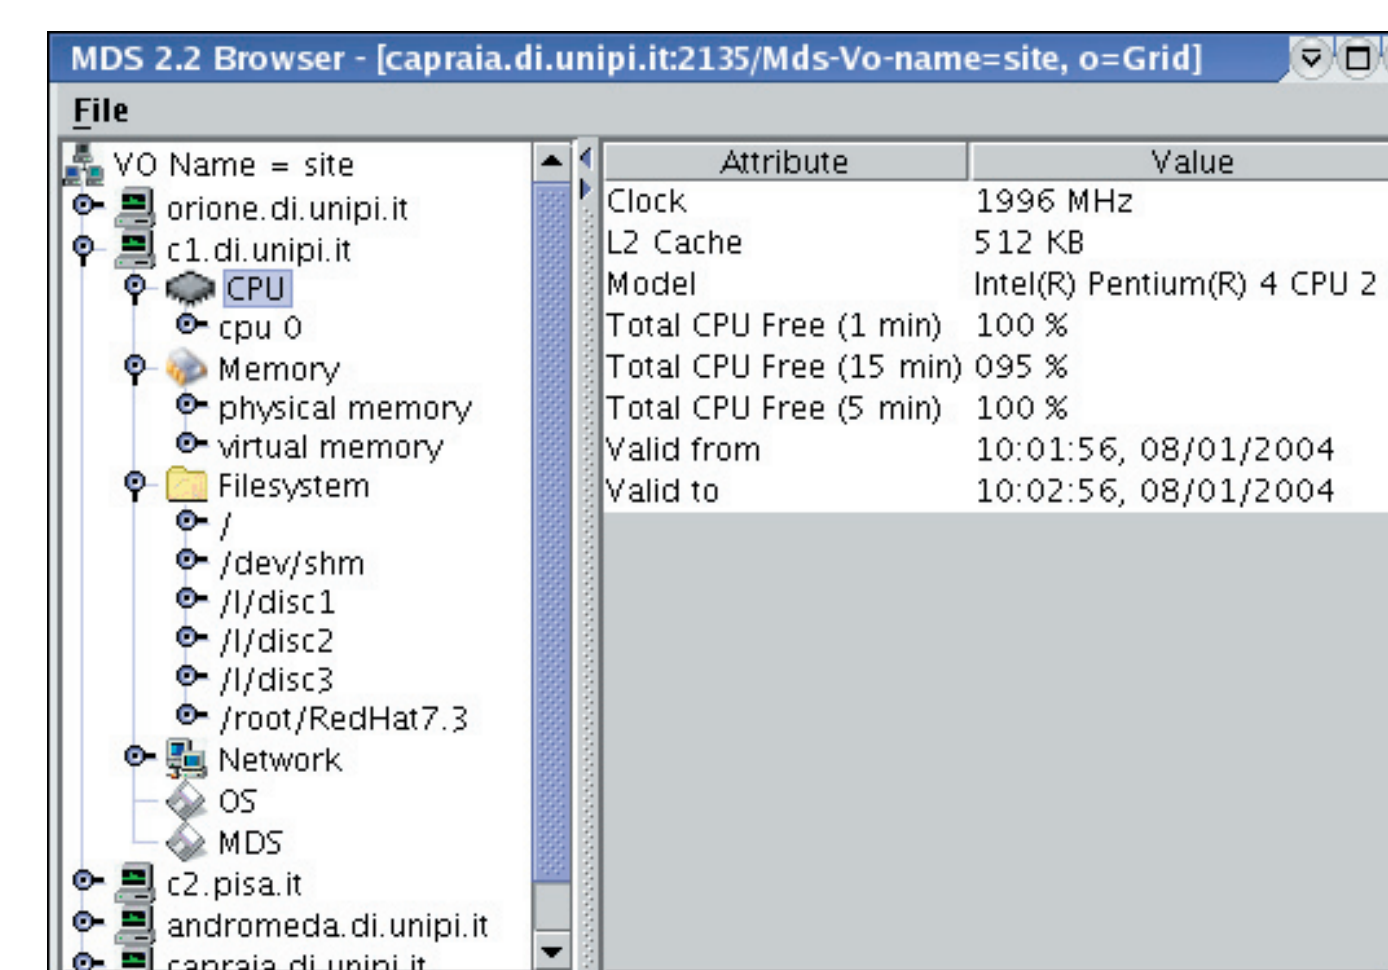 MDS 2.2 Browser - [capraia.di.unipi.it:2135/Mds-Vo-name=site, o=Grid]
File
VO Name = site
orione.di.unipi.it
c1.di.unipi.it
CPU
cpu 0
Memory
physical memory
virtual memory
Filesystem
/
/dev/shm
/l/disc1
/l/disc2
/l/disc3
/root/RedHat7.3
Network
OS
MDS
c2.pisa.it
andromeda.di.unipi.it
capraia.di.unipi.it
Attribute Value
Clock 1996 MHz
L2 Cache 512 KB
Model Intel(R) Pentium(R) 4 CPU 2
Total CPU Free (1 min) 100 %
Total CPU Free (15 min) 095 %
Total CPU Free (5 min) 100 %
Valid from 10:01:56, 08/01/2004
Valid to 10:02:56, 08/01/2004